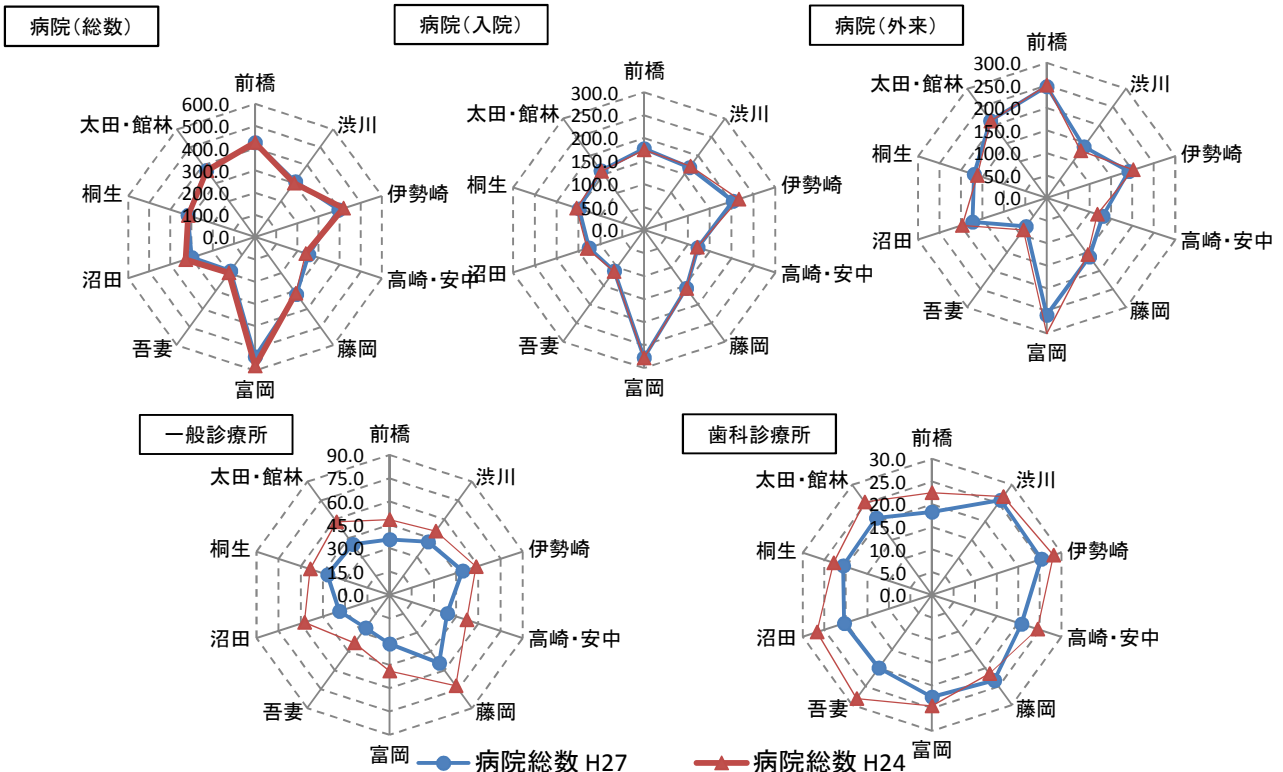 病院(総数)
病院(入院)
病院(外来)
前橋
渋川
伊勢崎
高崎・安中
藤岡
富岡
吾妻
沼田
桐生
太田・館林
600.0
500.0
400.0
300.0
200.0
100.0
0.0
前橋
渋川
伊勢崎
高崎・安中
藤岡
富岡
吾妻
沼田
桐生
太田・館林
300.0
250.0
200.0
150.0
100.0
50.0
0.0
前橋
渋川
伊勢崎
高崎・安中
藤岡
富岡
吾妻
沼田
桐生
太田・館林
300.0
250.0
200.0
150.0
100.0
50.0
0.0
一般診療所
歯科診療所
前橋
渋川
伊勢崎
高崎・安中
藤岡
富岡
吾妻
沼田
桐生
太田・館林
90.0
75.0
60.0
45.0
30.0
15.0
0.0
前橋
渋川
伊勢崎
高崎・安中
藤岡
富岡
吾妻
沼田
桐生
太田・館林
30.0
25.0
20.0
15.0
10.0
5.0
0.0
病院総数 H27
病院総数 H24